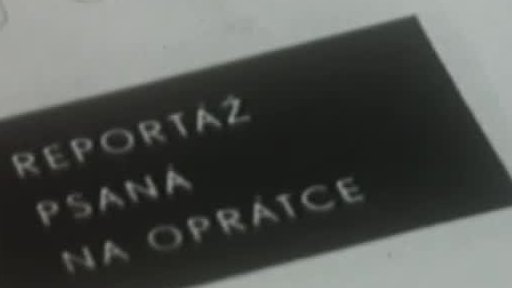 REPORTÁŽ
PSANÁ
NA OPRÁTCE